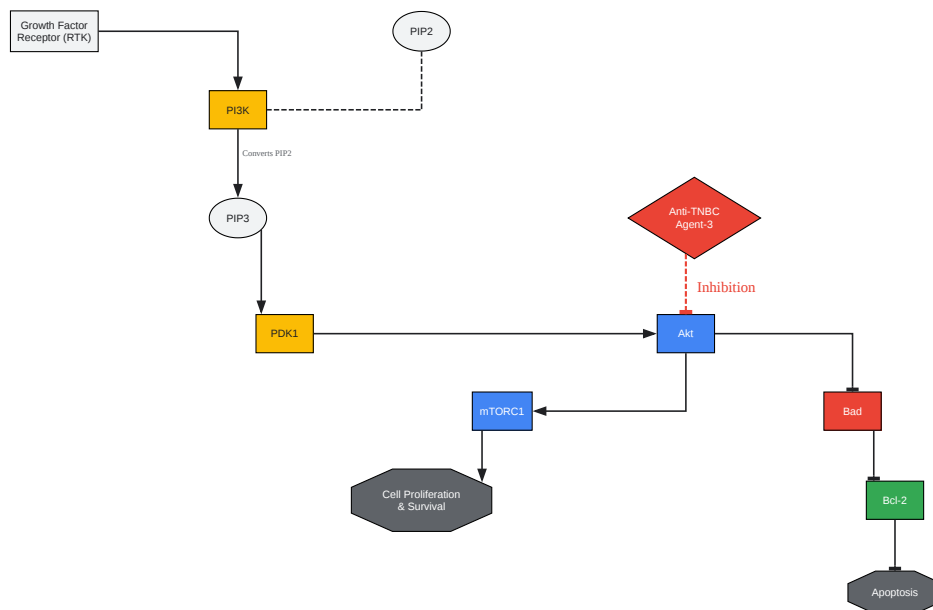 Growth Factor
Receptor (RTK)
PIP2
PI3K
Converts PIP2
PIP3
Anti-TNBC
Agent-3
Inhibition
PDK1
Akt
mTORC1
Bad
Cell Proliferation
& Survival
Bcl-2
Apoptosis